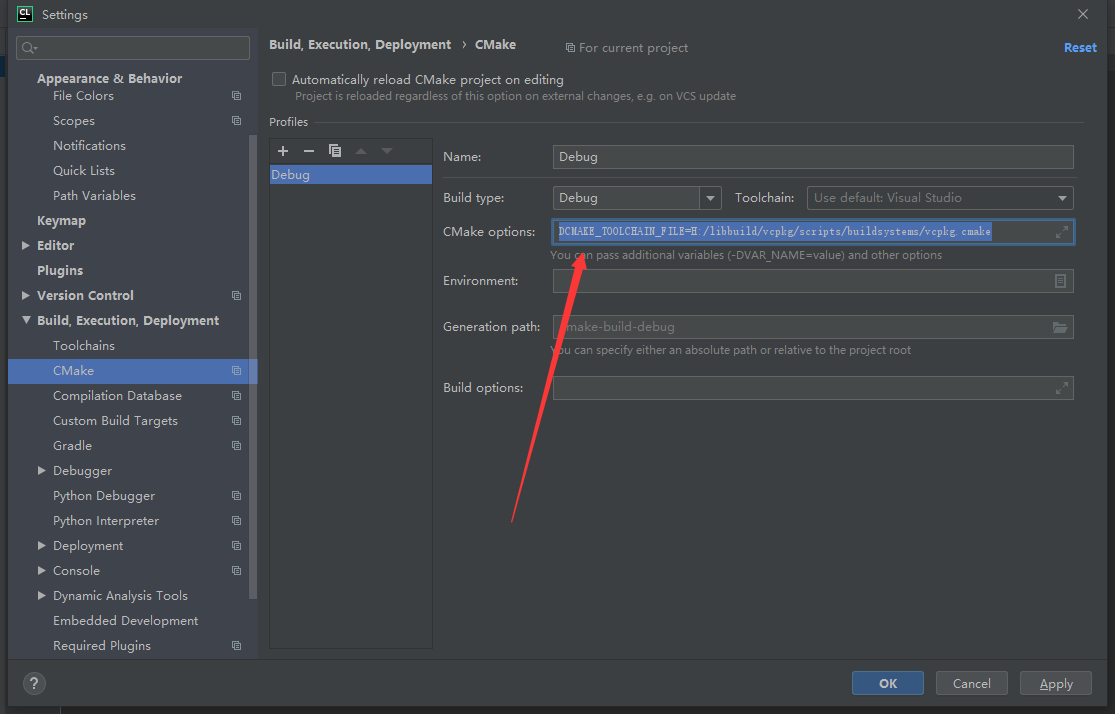 CL Settings
Build, Execution, Deployment › CMake For current project Reset
Automatically reload CMake project on editing
Project is reloaded regardless of this option on external changes, e.g. on VCS update
Appearance & Behavior
File Colors
Scopes
Notifications
Quick Lists
Path Variables
Keymap
Editor
Plugins
Version Control
Build, Execution, Deployment
Toolchains
CMake
Compilation Database
Custom Build Targets
Gradle
Debugger
Python Debugger
Python Interpreter
Deployment
Console
Dynamic Analysis Tools
Embedded Development
Required Plugins
Profiles
Debug
Name: Debug
Build type: Debug Toolchain: Use default: Visual Studio
CMake options: DCMAKE_TOOLCHAIN_FILE=H:/libbuild/vcpkg/scripts/buildsystems/vcpkg.cmake
You can pass additional variables (-DVAR_NAME=value) and other options
Environment:
Generation path: cmake-build-debug
You can specify either an absolute path or relative to the project root
Build options:
? OK Cancel Apply